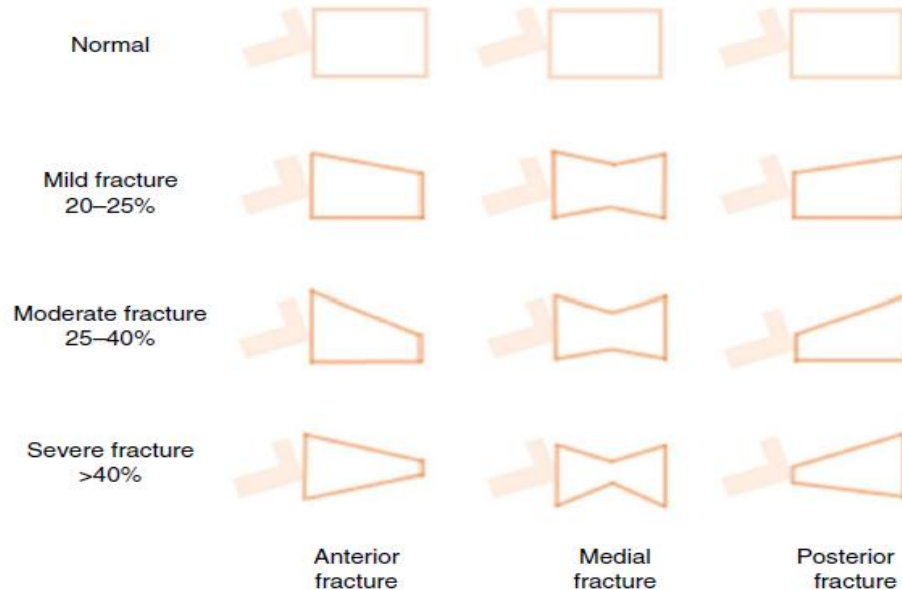 Normal
Mild fracture
20–25%
Moderate fracture
25–40%
Severe fracture
>40%
Anterior
fracture
Medial
fracture
Posterior
fracture